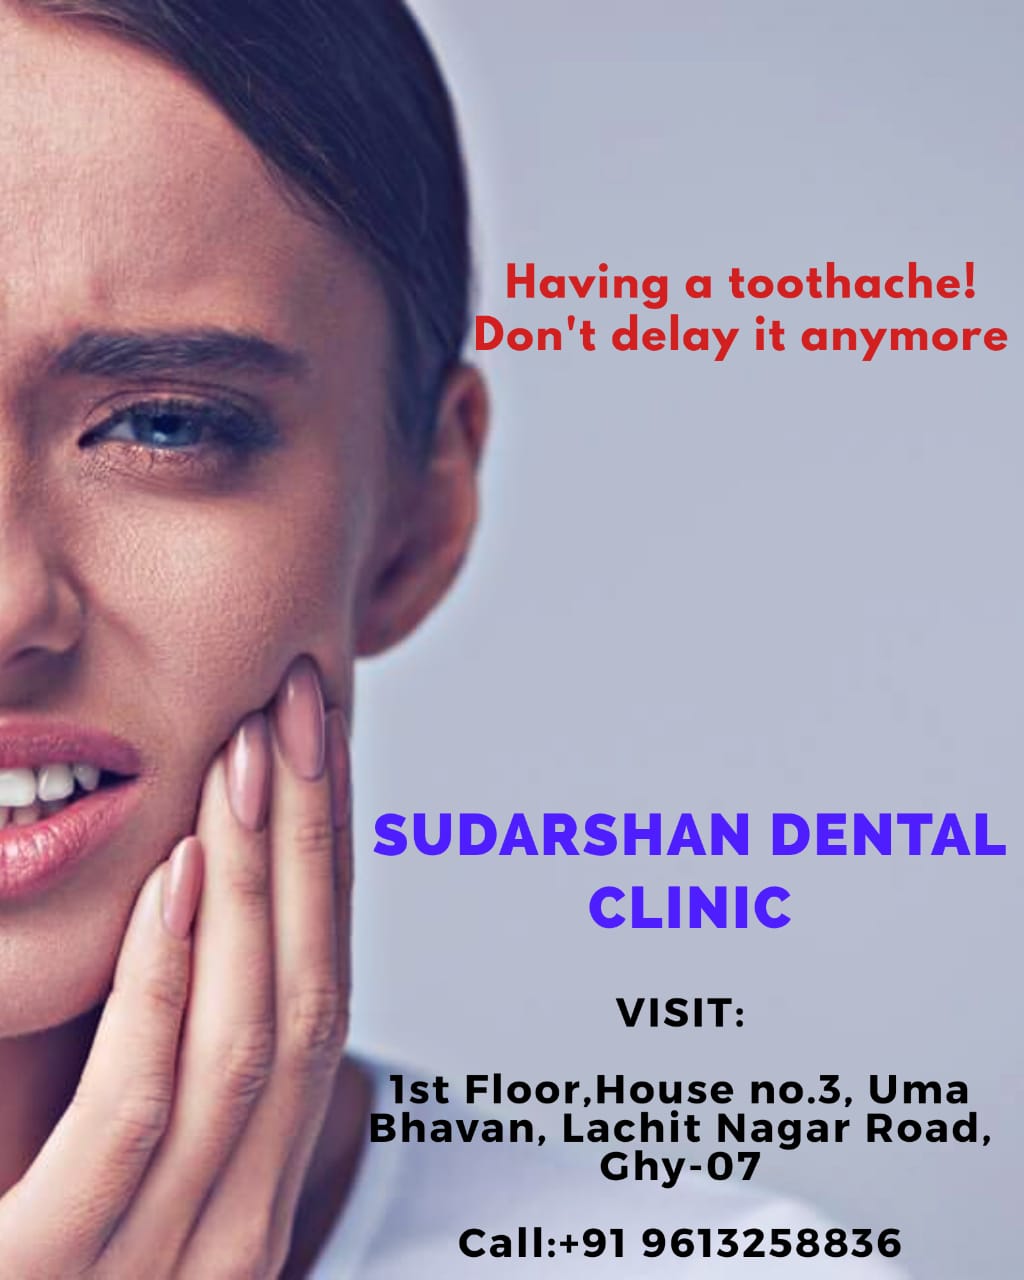 Having a toothache!
Don't delay it anymore
SUDARSHAN DENTAL
CLINIC
VISIT:
1st Floor,House no.3, Uma
Bhavan, Lachit Nagar Road,
Ghy-07
Call:+91 9613258836